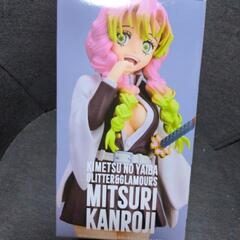 KIMETSU NO YAIBA
GLITTER&GLAMOURS
MITSURI
KANROJI